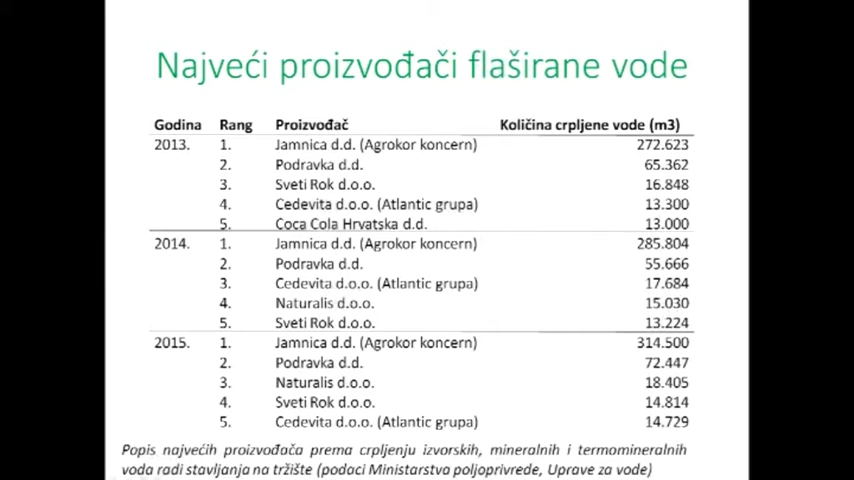 Najveći proizvođači flaširane vode
Godina Rang Proizvođač Količina crpljene vode (m3)
2013. 1. Jamnica d.d. (Agrokor koncern) 272.623
2. Podravka d.d. 65.362
3. Sveti Rok d.o.o. 16.848
4. Cedevita d.o.o. (Atlantic grupa) 13.300
5. Coca Cola Hrvatska d.d. 13.000
2014. 1. Jamnica d.d. (Agrokor koncern) 285.804
2. Podravka d.d. 55.666
3. Cedevita d.o.o. (Atlantic grupa) 17.684
4. Naturalis d.o.o. 15.030
5. Sveti Rok d.o.o. 13.224
2015. 1. Jamnica d.d. (Agrokor koncern) 314.500
2. Podravka d.d. 72.447
3. Naturalis d.o.o. 18.405
4. Sveti Rok d.o.o. 14.814
5. Cedevita d.o.o. (Atlantic grupa) 14.729
Popis najvećih proizvođača prema crpljenju izvorskih, mineralnih i termomineralnih
voda radi stavljanja na tržište (podaci Ministarstva poljoprivrede, Uprave za vode)